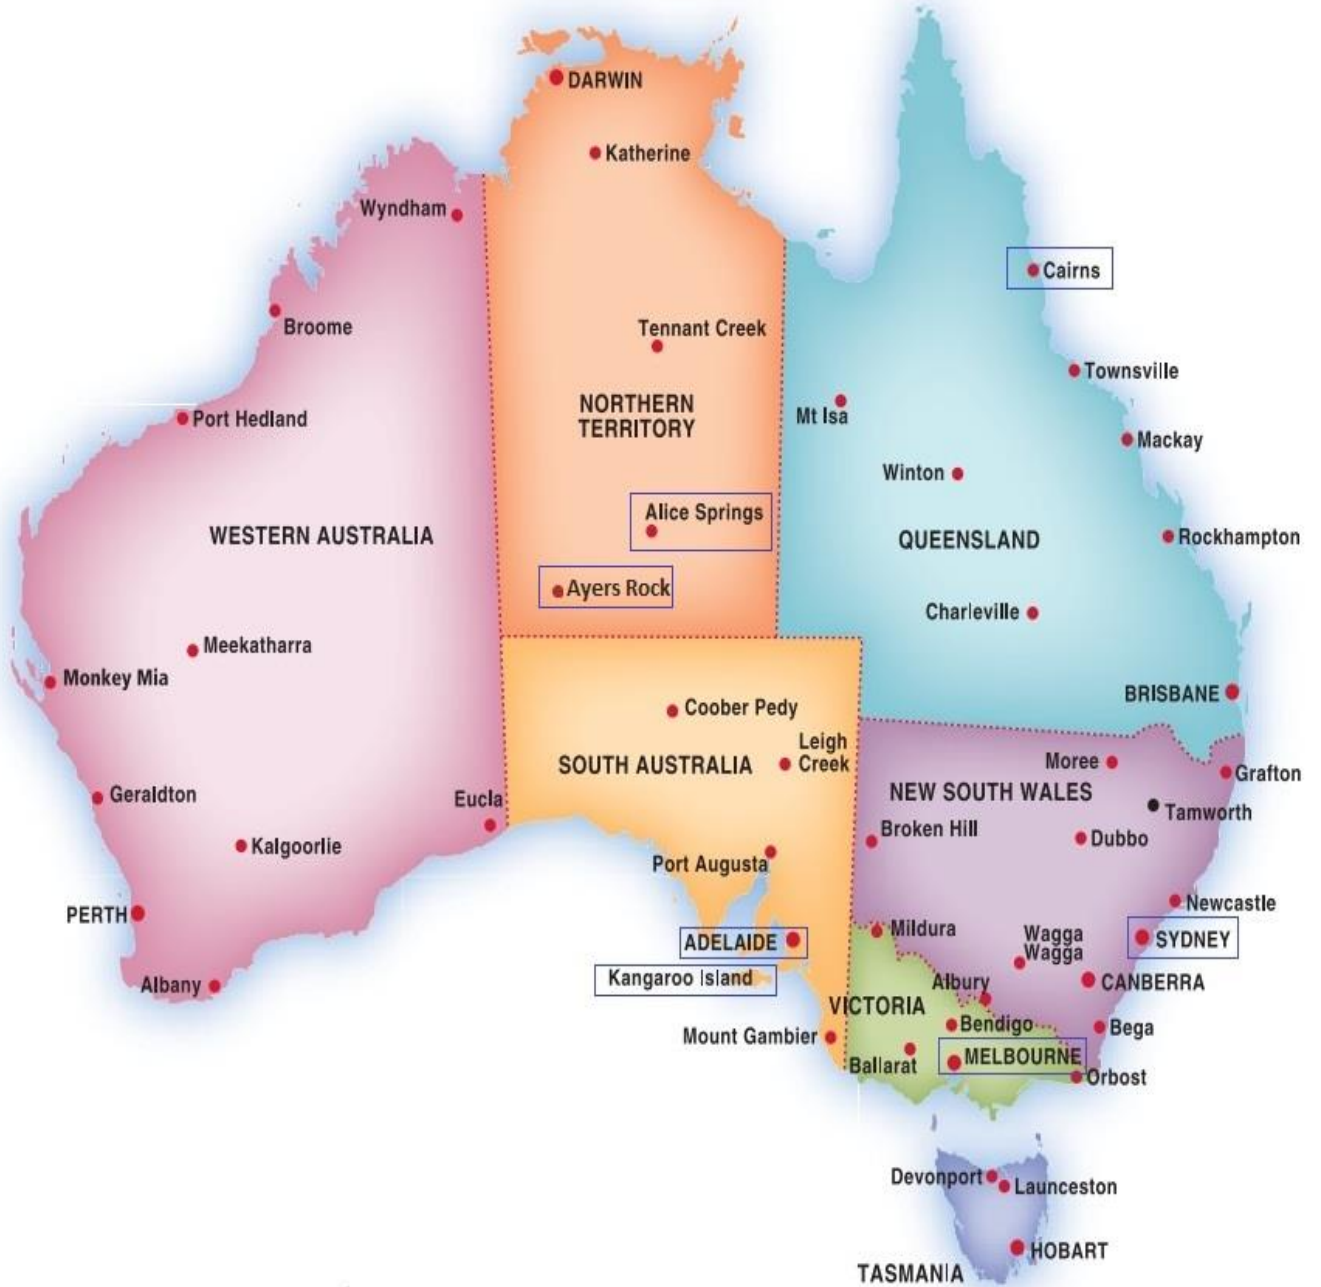 DARWIN
Katherine
Wyndham
Cairns
Broome
Tennant Creek
Townsville
NORTHERN
TERRITORY
Mt Isa
Port Hedland
Mackay
Winton
Alice Springs
WESTERN AUSTRALIA
QUEENSLAND
Rockhampton
Ayers Rock
Charleville
Meekatharra
Monkey Mia
BRISBANE
Coober Pedy
Leigh
Creek
SOUTH AUSTRALIA
Moree
Grafton
NEW SOUTH WALES
Geraldton
Eucla
Tamworth
Broken Hill
Dubbo
Kalgoorlie
Port Augusta
Newcastle
PERTH
Mildura
Wagga
Wagga
ADELAIDE
SYDNEY
Kangaroo Island
Albany
Albury
CANBERRA
VICTORIA
Bendigo
Bega
Mount Gambier
Ballarat
MELBOURNE
Orbost
Devonport
Launceston
HOBART
TASMANIA